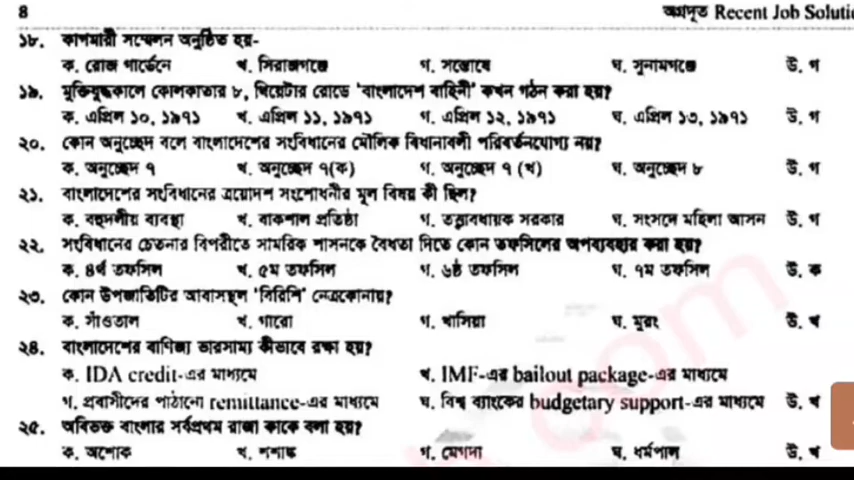 ৪ অগ্রদূত Recent Job Solutio
১৮. কাগমারী সম্মেলন অনুষ্ঠিত হয়-
ক. রোজ গার্ডেনে খ. সিরাজগঞ্জে গ. সন্তোষে ঘ. সুনামগঞ্জে উ. গ
১৯. মুক্তিযুদ্ধকালে কোলকাতার ৮, থিয়েটার রোডে 'বাংলাদেশ বাহিনী' কখন গঠন করা হয়?
ক. এপ্রিল ১০, ১৯৭১ খ. এপ্রিল ১১, ১৯৭১ গ. এপ্রিল ১২, ১৯৭১ ঘ. এপ্রিল ১৩, ১৯৭১ উ. গ
২০. কোন অনুচ্ছেদ বলে বাংলাদেশের সংবিধানের মৌলিক বিধানাবলী পরিবর্তনযোগ্য নয়?
ক. অনুচ্ছেদ ৭ খ. অনুচ্ছেদ ৭(ক) গ. অনুচ্ছেদ ৭ (খ) ঘ. অনুচ্ছেদ ৮ উ. গ
২১. বাংলাদেশের সংবিধানের ত্রয়োদশ সংশোধনীর মূল বিষয় কী ছিল?
ক. বহুদলীয় ব্যবস্থা খ. বাকশাল প্রতিষ্ঠা গ. তত্ত্বাবধায়ক সরকার ঘ. সংসদে মহিলা আসন উ. গ
২২. সংবিধানের চেতনার বিপরীতে সামরিক শাসনকে বৈধতা দিতে কোন তফসিলের অপব্যবহার করা হয়?
ক. ৪র্থ তফসিল খ. ৫ম তফসিল গ. ৬ষ্ঠ তফসিল ঘ. ৭ম তফসিল উ. ক
২৩. কোন উপজাতিটির আবাসস্থল 'বিরিশি' নেত্রকোনায়?
ক. সাঁওতাল খ. গারো গ. খাসিয়া ঘ. মুরং উ. খ
২৪. বাংলাদেশের বাণিজ্য ভারসাম্য কীভাবে রক্ষা হয়?
ক. IDA credit-এর মাধ্যমে খ. IMF-এর bailout package-এর মাধ্যমে
গ. প্রবাসীদের পাঠানো remittance-এর মাধ্যমে ঘ. বিশ্ব ব্যাংকের budgetary support-এর মাধ্যমে উ. খ
২৫. অবিভক্ত বাংলার সর্বপ্রথম রাজা কাকে বলা হয়?
ক. অশোক খ. শশাঙ্ক গ. মেগদা ঘ. ধর্মপাল উ. খ